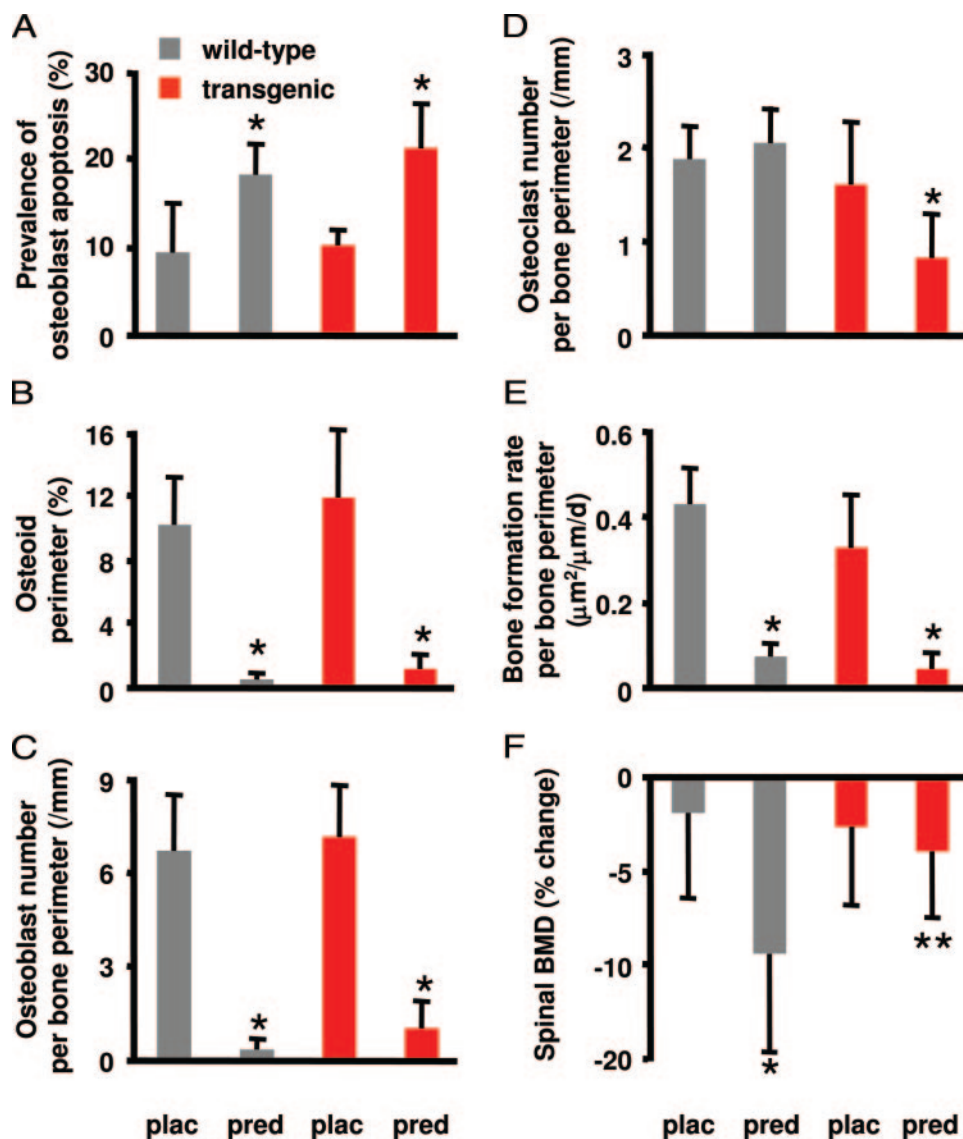 A
wild-type
transgenic
Prevalence of
osteoblast apoptosis (%)
30
20
10
0
*
*
B
Osteoid
perimeter (%)
16
12
8
4
0
*
*
C
Osteoblast number
per bone perimeter (/mm)
9
6
3
0
*
*
plac pred plac pred
D
Osteoclast number
per bone perimeter (/mm)
3
2
1
0
*
E
Bone formation rate
per bone perimeter
(μm²/μm/d)
0.6
0.4
0.2
0
*
*
F
Spinal BMD (% change)
0
-5
-10
-20
*
**
plac pred plac pred